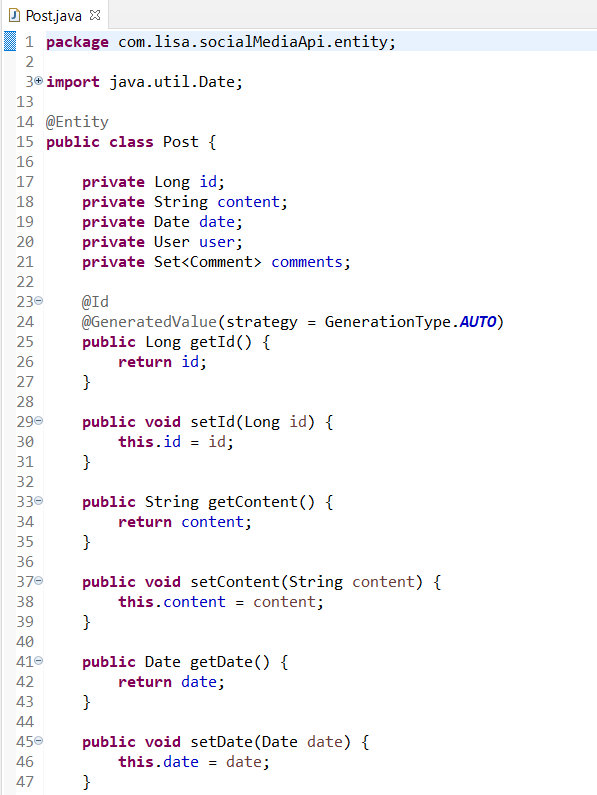 Post.java
1 package com.lisa.socialMediaApi.entity;
2
3 import java.util.Date;
13
14 @Entity
15 public class Post {
16
17     private Long id;
18     private String content;
19     private Date date;
20     private User user;
21     private Set<Comment> comments;
22
23     @Id
24     @GeneratedValue(strategy = GenerationType.AUTO)
25     public Long getId() {
26         return id;
27     }
28
29     public void setId(Long id) {
30         this.id = id;
31     }
32
33     public String getContent() {
34         return content;
35     }
36
37     public void setContent(String content) {
38         this.content = content;
39     }
40
41     public Date getDate() {
42         return date;
43     }
44
45     public void setDate(Date date) {
46         this.date = date;
47     }